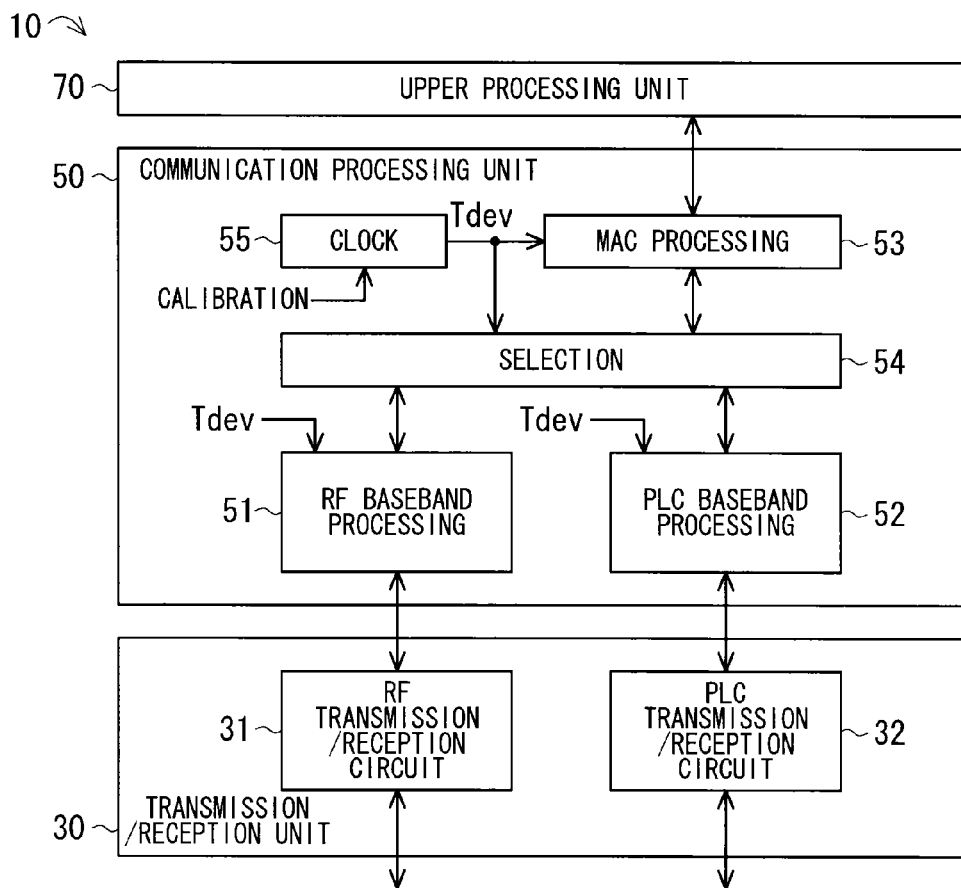 10
70
UPPER PROCESSING UNIT
50
COMMUNICATION PROCESSING UNIT
Tdev
55
CLOCK
MAC PROCESSING
53
CALIBRATION
SELECTION
54
Tdev
Tdev
51
RF BASEBAND
PROCESSING
PLC BASEBAND
PROCESSING
52
31
RF
TRANSMISSION
/RECEPTION
CIRCUIT
PLC
TRANSMISSION
/RECEPTION
CIRCUIT
32
30
TRANSMISSION
/RECEPTION UNIT